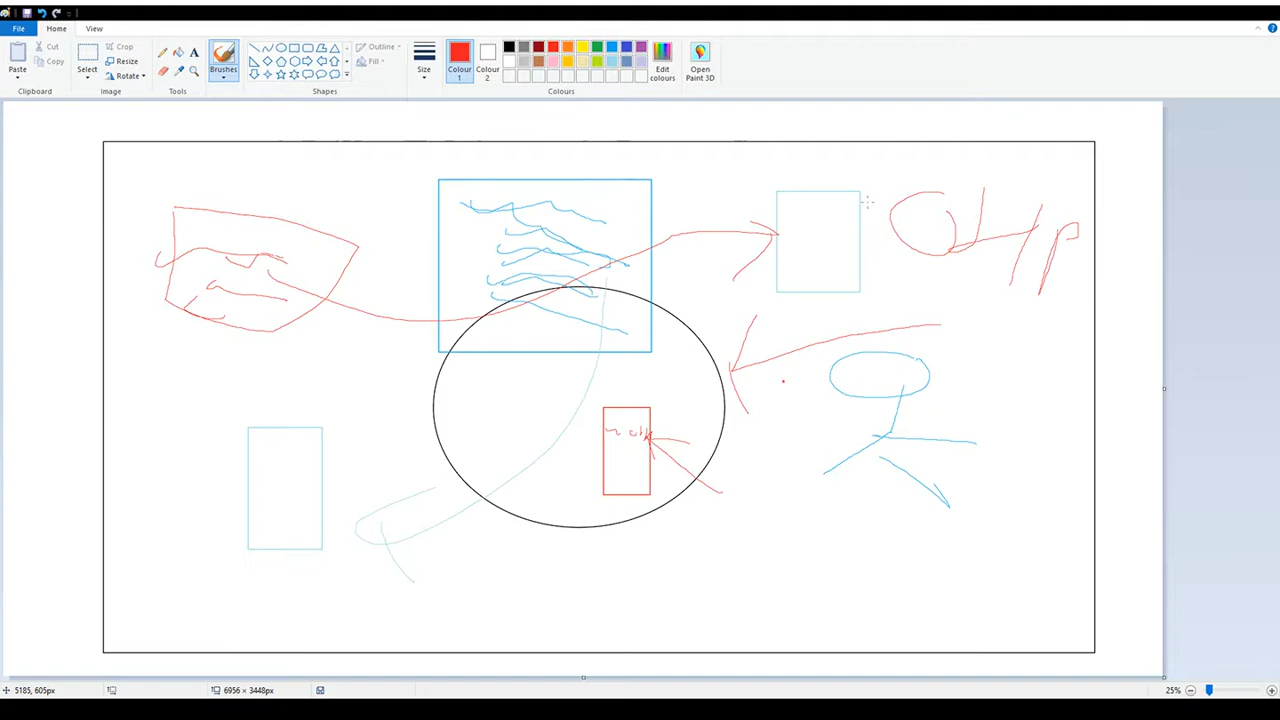 File
Home
View
Paste
Cut
Copy
Clipboard
Select
Crop
Resize
Rotate
Image
Tools
Brushes
Shapes
Outline
Fill
Size
Colour 1
Colour 2
Edit colours
Open Paint 3D
Colours
5185, 605px
6956 × 3448px
25%